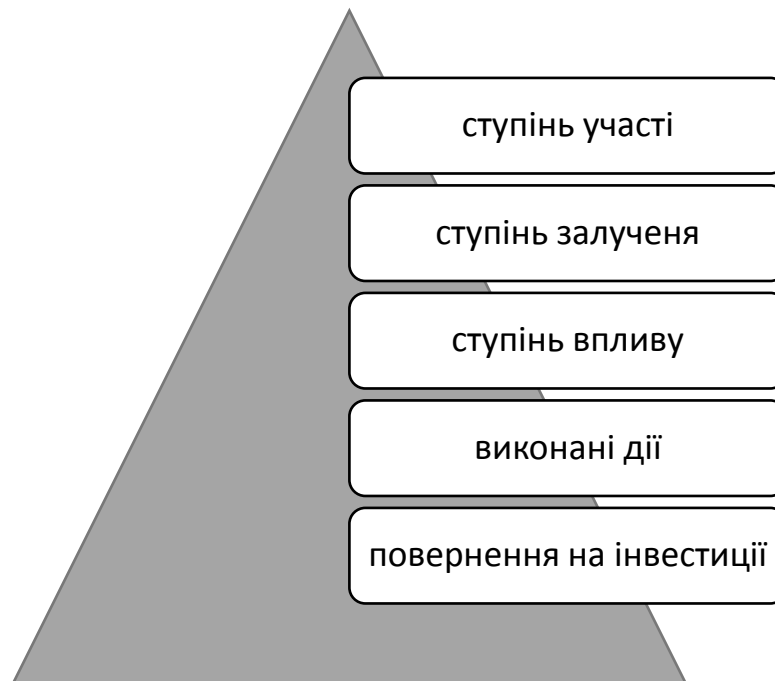 ступінь участі
ступінь залученя
ступінь впливу
виконані дії
повернення на інвестиції